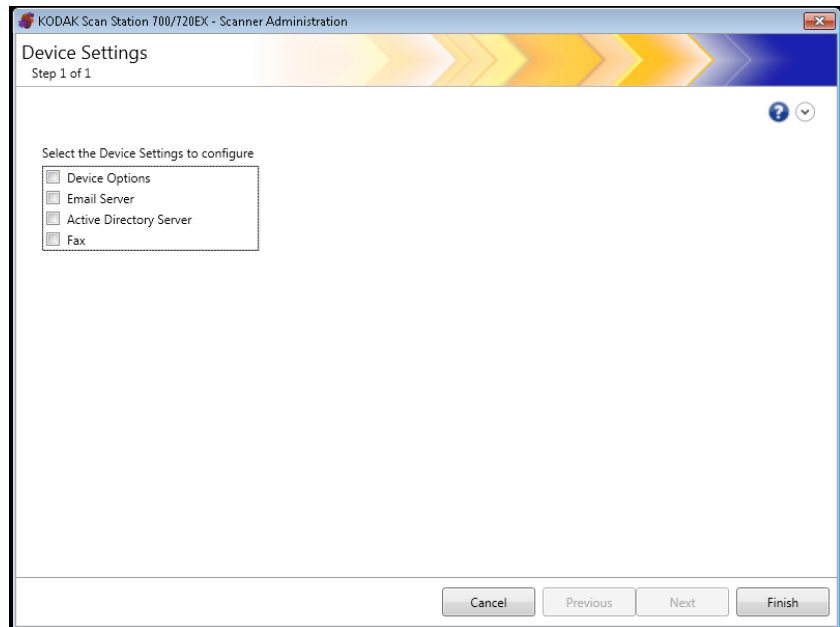 KODAK Scan Station 700/720EX - Scanner Administration
Device Settings
Step 1 of 1
Select the Device Settings to configure
Device Options
Email Server
Active Directory Server
Fax
Cancel
Previous
Next
Finish